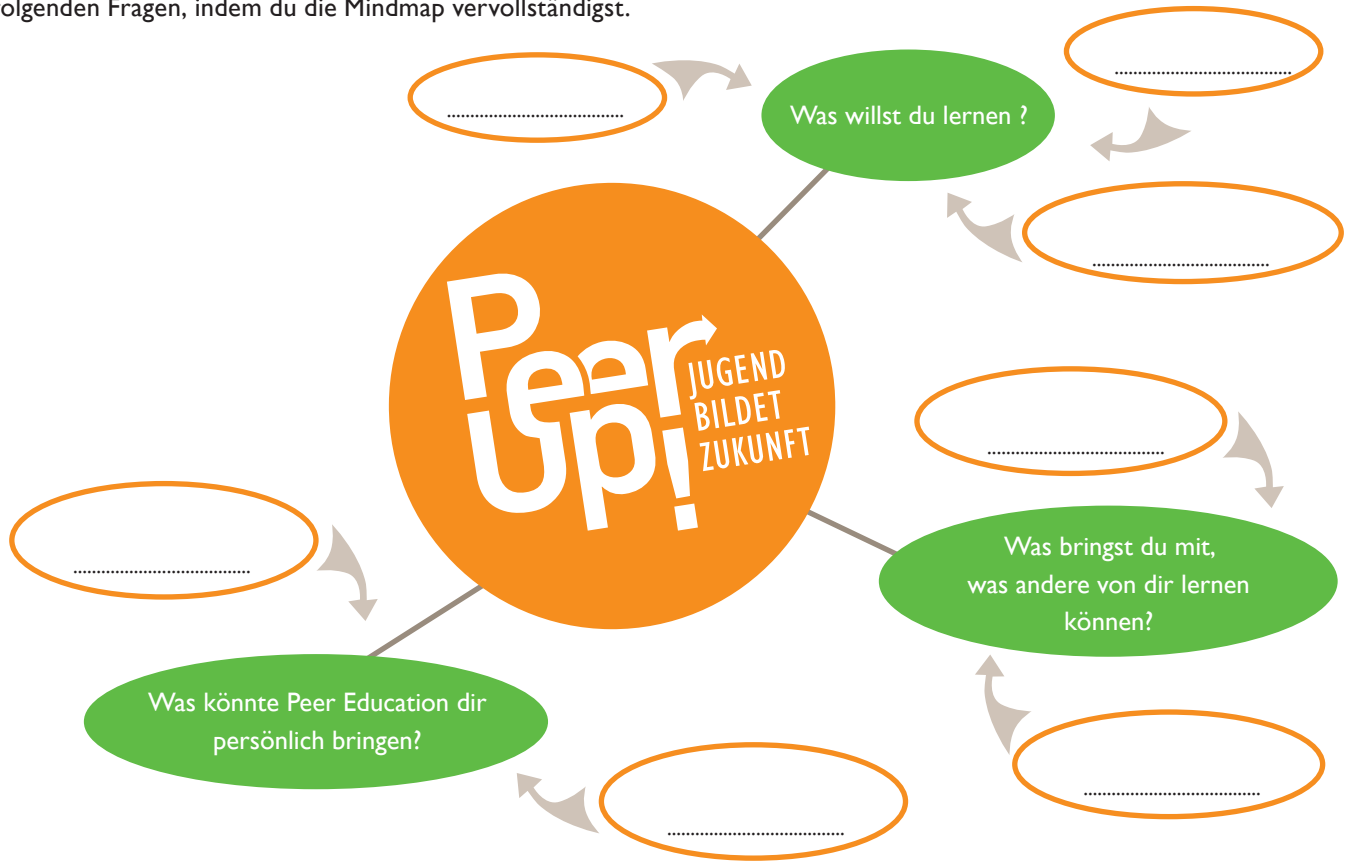 olgenden Fragen, indem du die Mindmap vervollständigst.
......................................
......................................
Was willst du lernen ?
......................................
Peer
Up!
JUGEND
BILDET
ZUKUNFT
......................................
......................................
Was bringst du mit,
was andere von dir lernen
können?
Was könnte Peer Education dir
persönlich bringen?
......................................
......................................